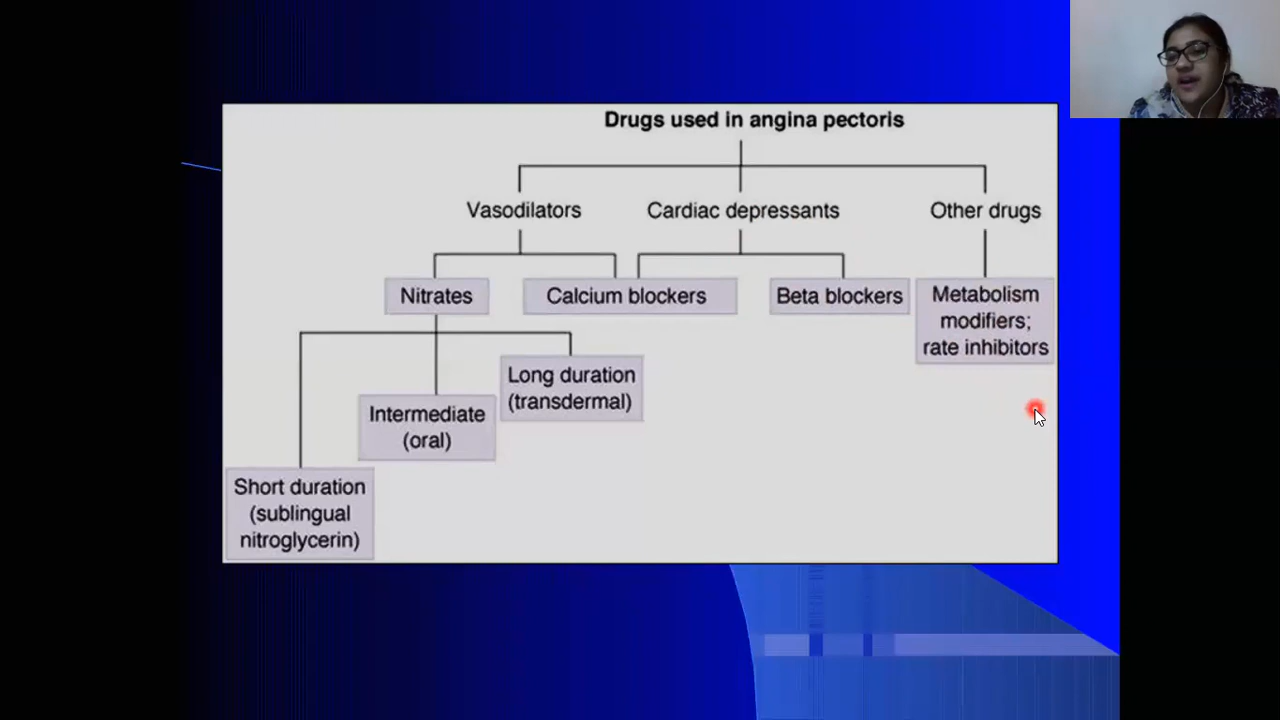 Drugs used in angina pectoris
Vasodilators
Cardiac depressants
Other drugs
Nitrates
Calcium blockers
Beta blockers
Metabolism
modifiers;
rate inhibitors
Long duration
(transdermal)
Intermediate
(oral)
Short duration
(sublingual
nitroglycerin)